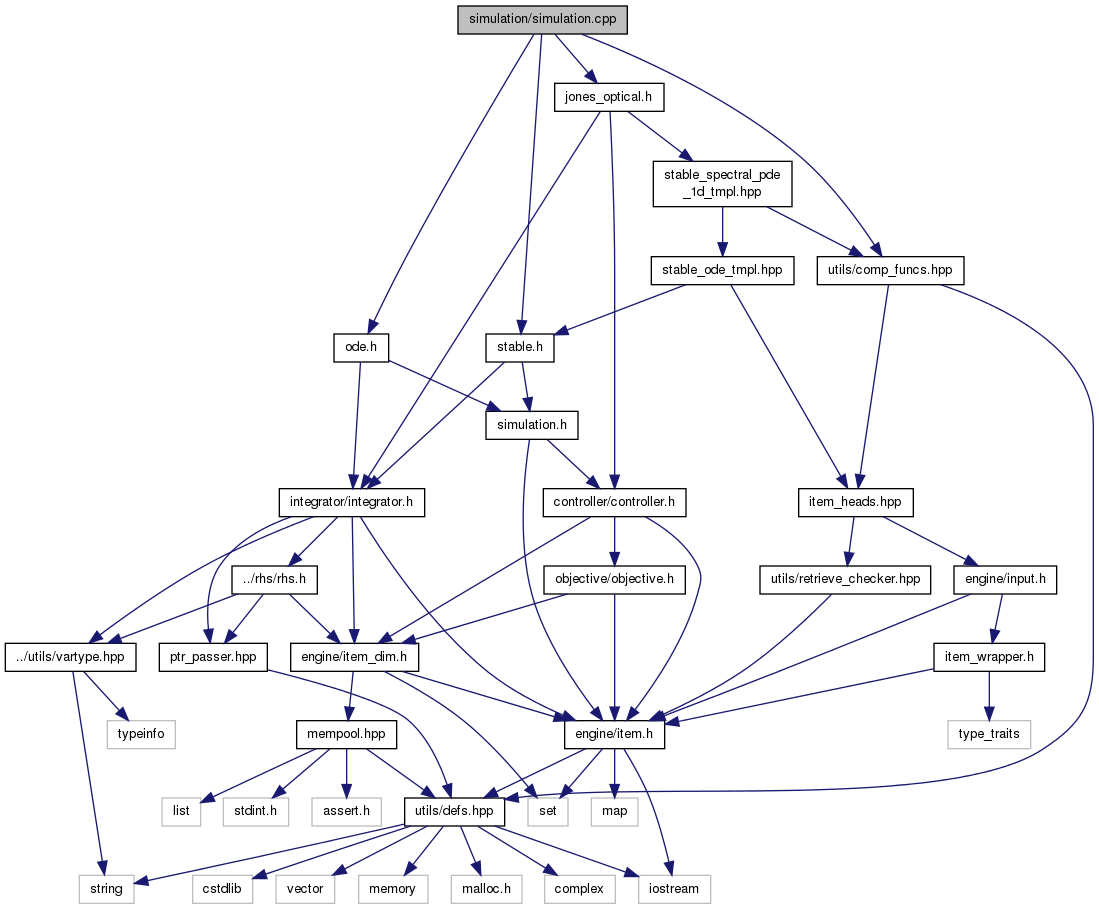 simulation/simulation.cpp
jones_optical.h
stable_spectral_pde
_1d_tmpl.hpp
stable_ode_tmpl.hpp
utils/comp_funcs.hpp
ode.h
stable.h
simulation.h
integrator/integrator.h
controller/controller.h
item_heads.hpp
../rhs/rhs.h
objective/objective.h
utils/retrieve_checker.hpp
engine/input.h
../utils/vartype.hpp
ptr_passer.hpp
engine/item_dim.h
item_wrapper.h
typeinfo
mempool.hpp
engine/item.h
type_traits
list
stdint.h
assert.h
utils/defs.hpp
set
map
string
cstdlib
vector
memory
malloc.h
complex
iostream